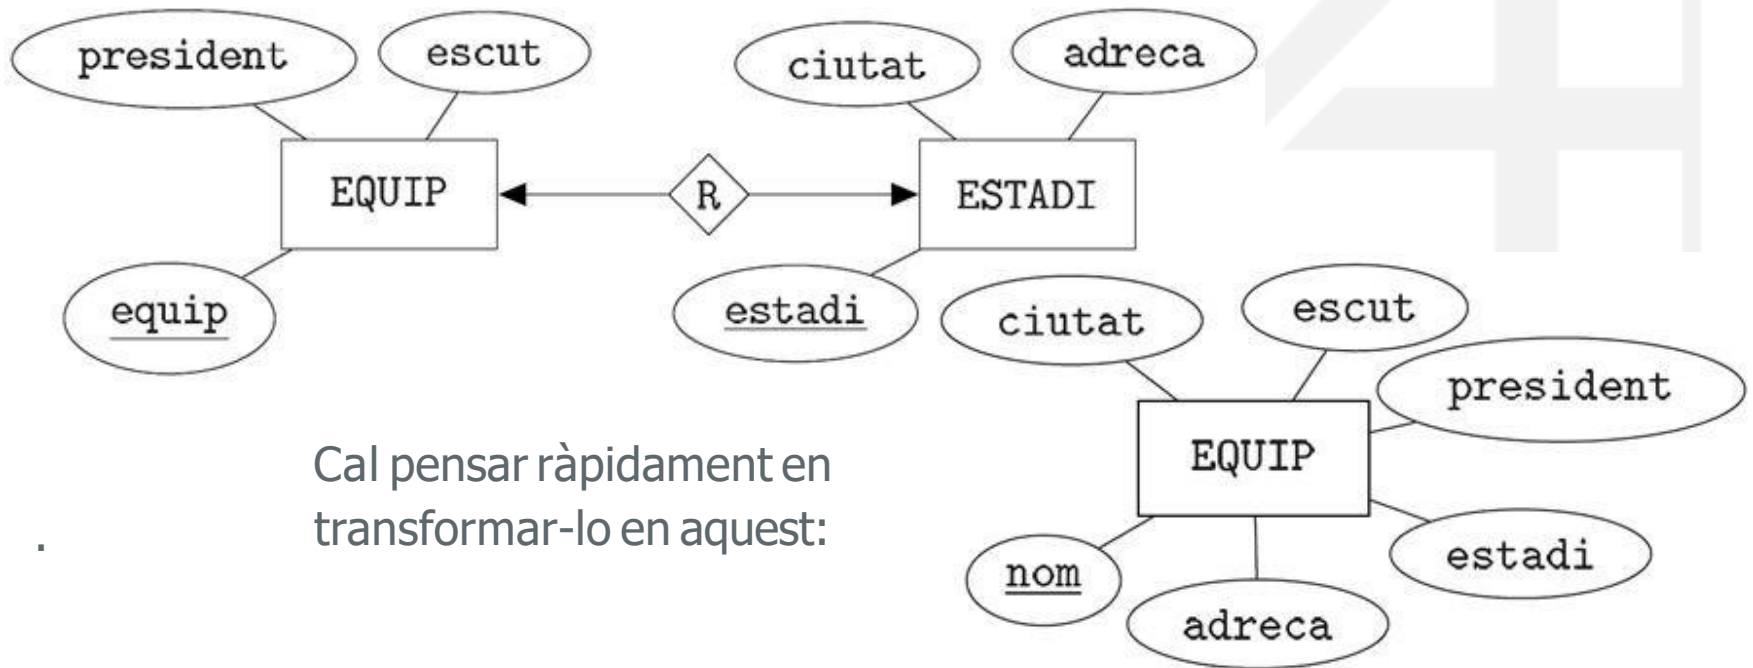 president
escut
ciutat
adreca
EQUIP
R
ESTADI
equip
estadi
ciutat
escut
president
EQUIP
Cal pensar ràpidament en
transformar-lo en aquest:
.
nom
estadi
adreca